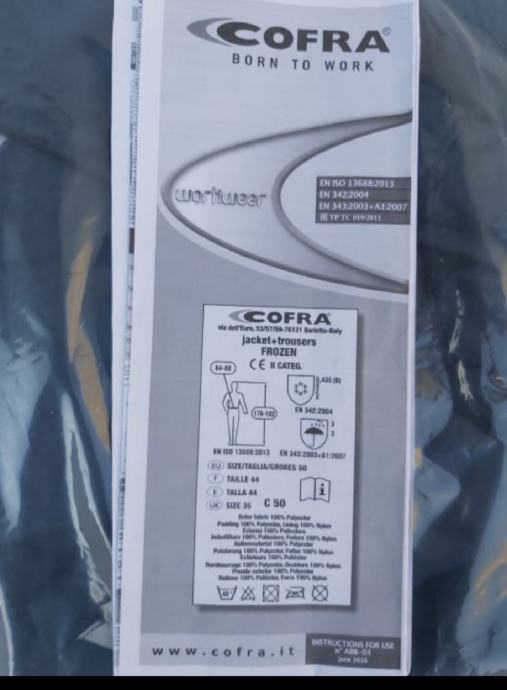 COFRA®
BORN TO WORK
workwear
EN ISO 13688:2013
EN 342:2004
EN 343:2003+A1:2007
ТР ТС 019/2011
COFRA
via dell'Euro, 53/57/59-76121 Barletta-Italy
jacket+trousers
FROZEN
CE II CATEG.
84-88
,435 (B)
176-182
EN 342:2004
3
3
EN ISO 13688:2013
EN 343:2003+A1:2007
EU SIZE/TAGLIA/GRÖBES 50
F TAILLE 44
E TALLA 44
UK SIZE 35
C 50
i
Outer fabric 100% Polyester
Padding 100% Polyester, Lining 100% Nylon
Esterno 100% Poliestere
Imbottitura 100% Poliestere, Fodera 100% Nylon
Außenmaterial 100% Polyester
Polsterung 100% Polyester, Futter 100% Nylon
Extérieure 100% Polyester
Rembourrage 100% Polyester, Doublure 100% Nylon
Prenda exterior 100% Polyester
Relleno 100% Poliéster, Forro 100% Nylon
www.cofra.it
INSTRUCTIONS FOR USE
n° ABB-03
June 2016